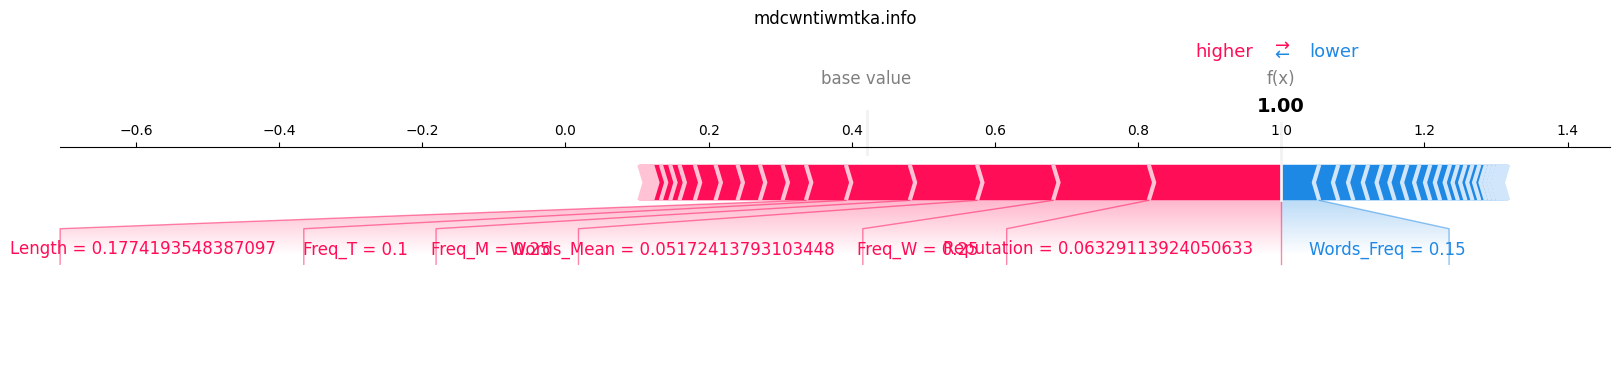 mdcwntiwmtka.info
higher ⇄ lower
base value f(x)
1.00
−0.6 −0.4 −0.2 0.0 0.2 0.4 0.6 0.8 1.0 1.2 1.4
Length = 0.1774193548387097 Freq_T = 0.1 Freq_M = 0.25 Words_Mean = 0.05172413793103448 Freq_W = 0.25 Reputation = 0.06329113924050633 Words_Freq = 0.15